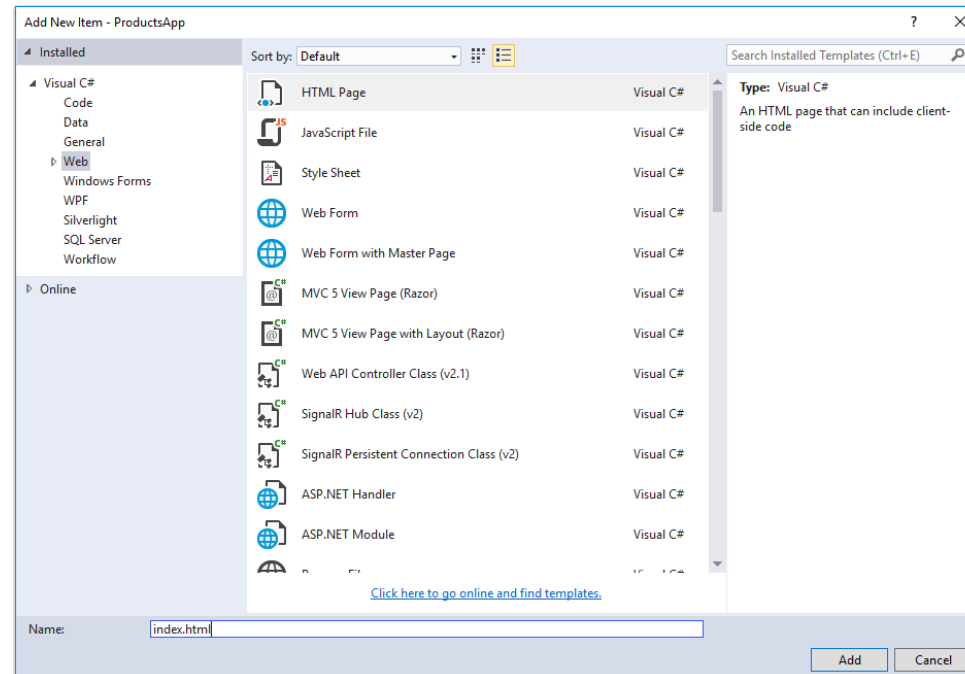 Add New Item - ProductsApp
?
Installed
Sort by: Default
Search Installed Templates (Ctrl+E)
Visual C#
Code
Data
General
Web
Windows Forms
WPF
Silverlight
SQL Server
Workflow
Online
HTML Page Visual C#
JS
JavaScript File Visual C#
A
Style Sheet Visual C#
Web Form Visual C#
Web Form with Master Page Visual C#
C#
@
MVC 5 View Page (Razor) Visual C#
C#
@
MVC 5 View Page with Layout (Razor) Visual C#
C#
Web API Controller Class (v2.1) Visual C#
C#
SignalR Hub Class (v2) Visual C#
C#
SignalR Persistent Connection Class (v2) Visual C#
ASP.NET Handler Visual C#
ASP.NET Module Visual C#
Type: Visual C#
An HTML page that can include client-
side code
Click here to go online and find templates.
Name: index.html
Add Cancel